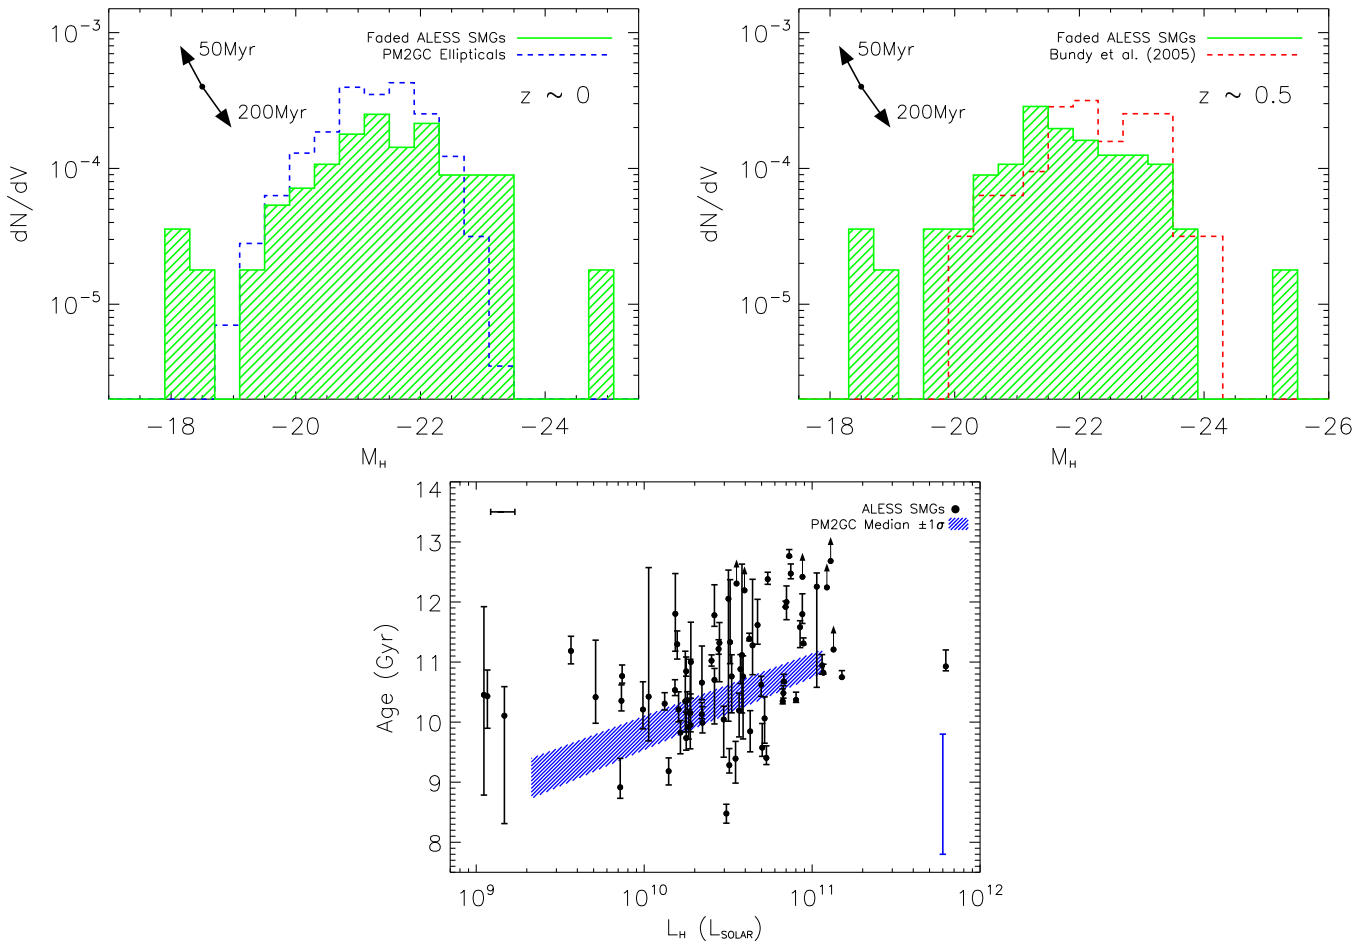 Faded ALESS SMGs
PM2GC Ellipticals
50Myr
200Myr
z ~ 0
10⁻³
10⁻⁴
10⁻⁵
dN/dV
−18 −20 −22 −24
M_H
Faded ALESS SMGs
Bundy et al. (2005)
50Myr
200Myr
z ~ 0.5
10⁻³
10⁻⁴
10⁻⁵
dN/dV
−18 −20 −22 −24 −26
M_H
ALESS SMGs
PM2GC Median ±1σ
14
13
12
11
10
9
8
Age (Gyr)
10⁹ 10¹⁰ 10¹¹ 10¹²
L_H (L_SOLAR)